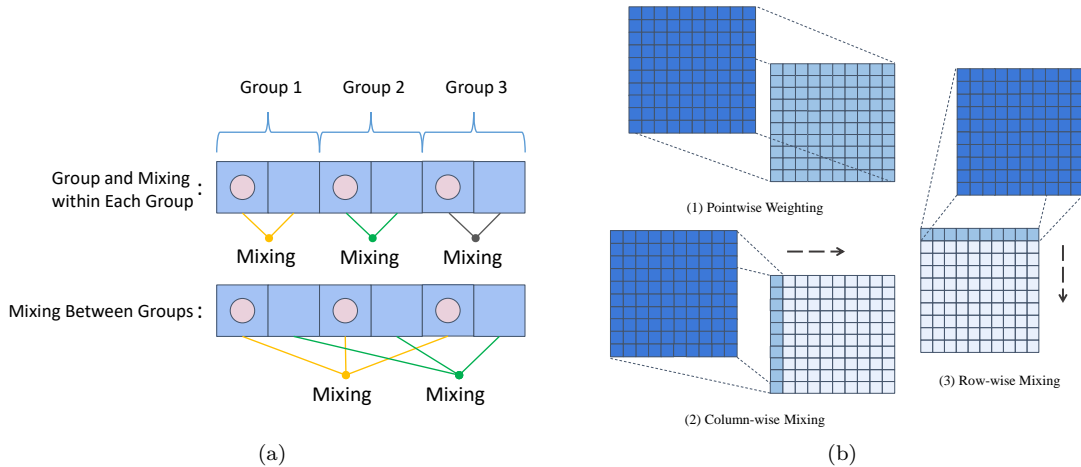 Group 1
Group 2
Group 3
Group and Mixing
within Each Group
:
Mixing
Mixing
Mixing
Mixing Between Groups:
Mixing
Mixing
(a)
(1) Pointwise Weighting
(2) Column-wise Mixing
(3) Row-wise Mixing
(b)